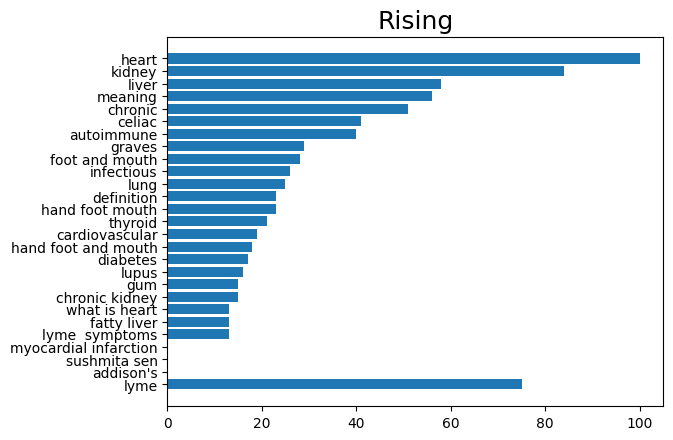 Rising
heart
kidney
liver
meaning
chronic
celiac
autoimmune
graves
foot and mouth
infectious
lung
definition
hand foot mouth
thyroid
cardiovascular
hand foot and mouth
diabetes
lupus
gum
chronic kidney
what is heart
fatty liver
lyme  symptoms
myocardial infarction
sushmita sen
addison's
lyme
0 20 40 60 80 100